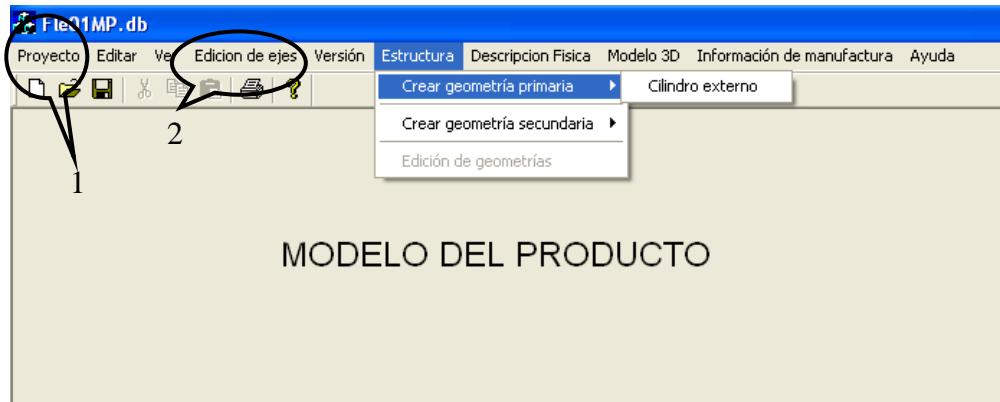 Fle01MP.db
Proyecto Editar Ver Edicion de ejes Versión Estructura Descripcion Fisica Modelo 3D Información de manufactura Ayuda
Crear geometría primaria Cilindro externo
Crear geometría secundaria
Edición de geometrías
2
1
MODELO DEL PRODUCTO